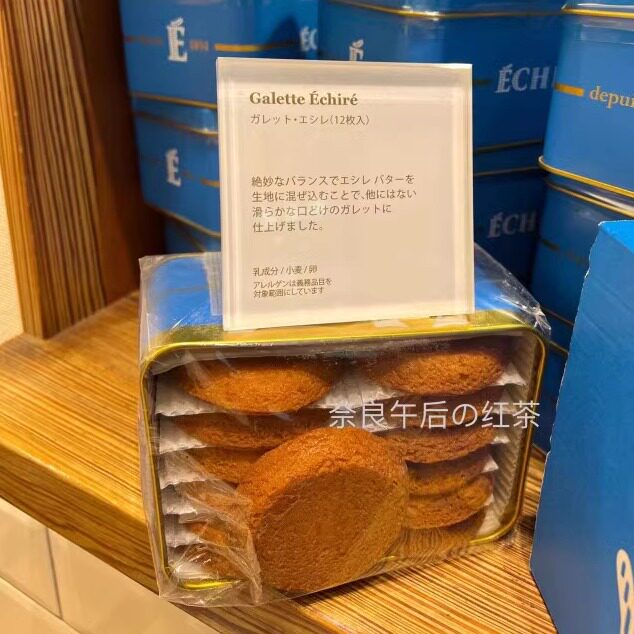 É 1894
É
ÉCH
depui
ÉCH
Galette Échiré
ガレット・エシレ（12枚入）
絶妙なバランスでエシレ バターを
生地に混ぜ込むことで、他にはない
滑らかな口どけのガレットに
仕上げました。
乳成分 / 小麦 / 卵
アレルゲンは義務品目を
対象範囲にしています
奈良午后の红茶